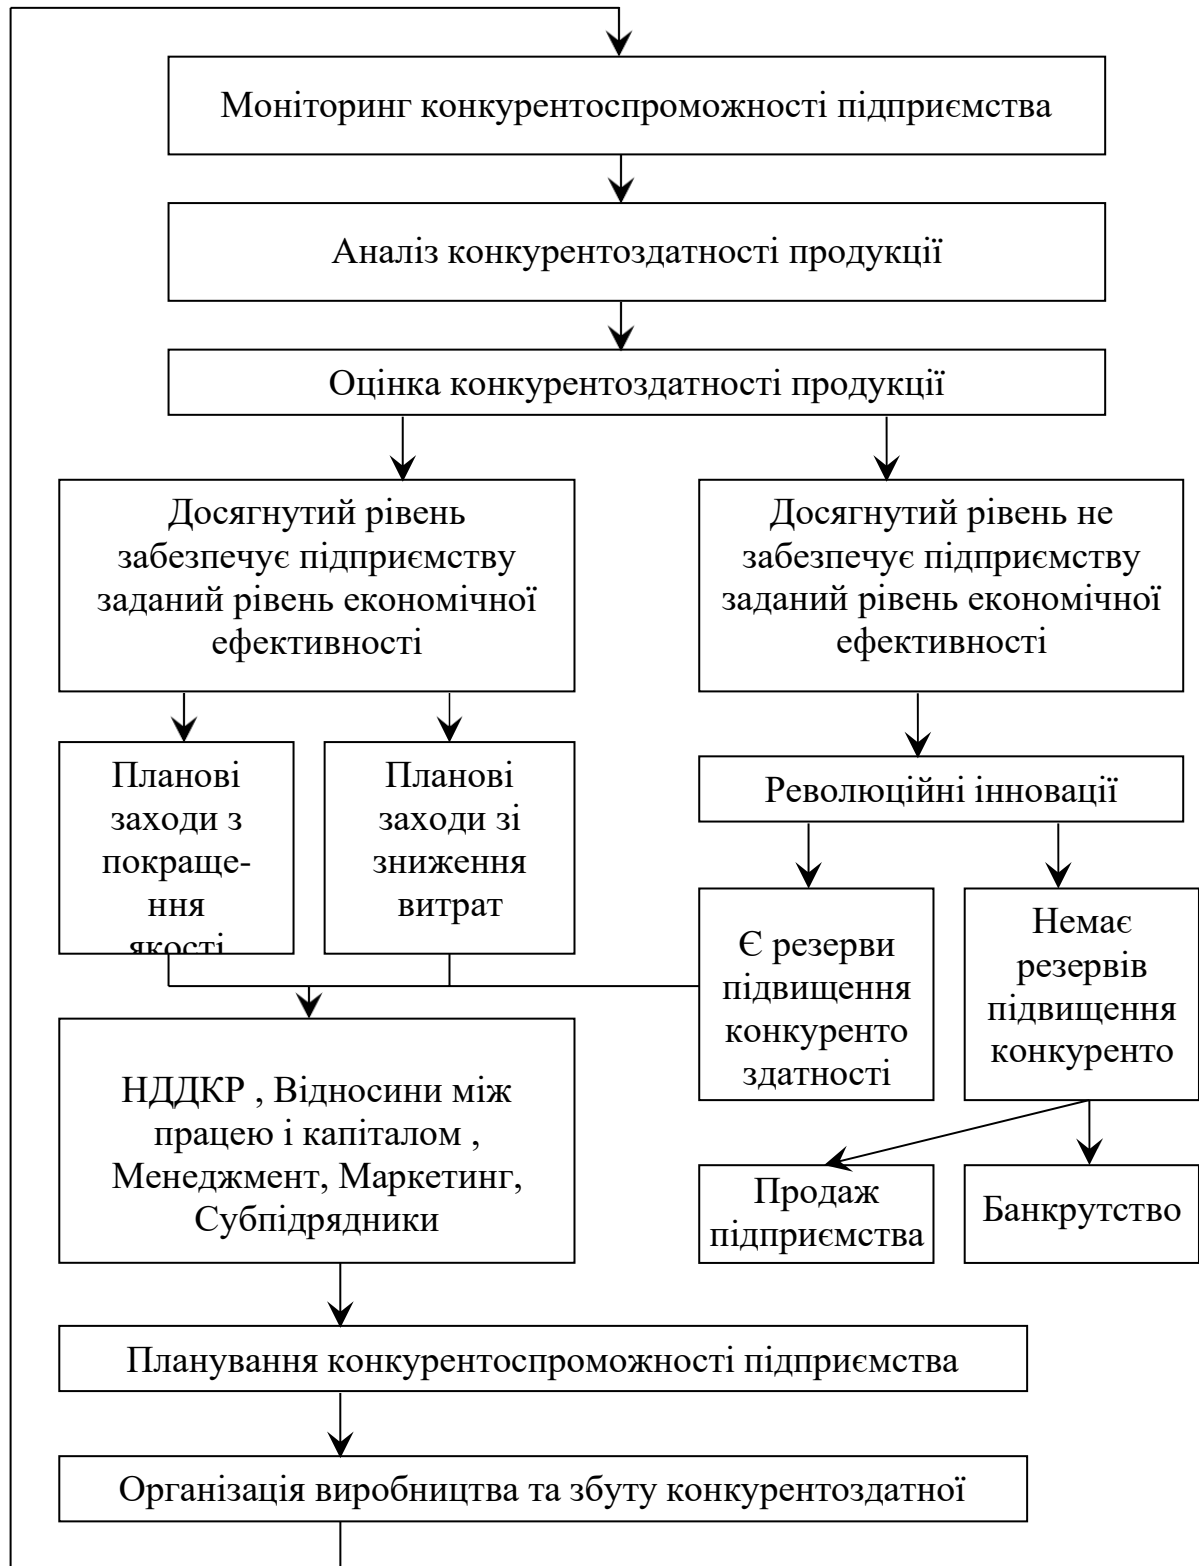 Моніторинг конкурентоспроможності підприємства
Аналіз конкурентоздатності продукції
Оцінка конкурентоздатності продукції
Досягнутий рівень
забезпечує підприємству
заданий рівень економічної
ефективності
Досягнутий рівень не
забезпечує підприємству
заданий рівень економічної
ефективності
Планові
заходи з
покраще-
ння
якості
Планові
заходи зі
зниження
витрат
Революційні інновації
Є резерви
підвищення
конкуренто
здатності
Немає
резервів
підвищення
конкуренто
НДДКР , Відносини між
працею і капіталом ,
Менеджмент, Маркетинг,
Субпідрядники
Продаж
підприємства
Банкрутство
Планування конкурентоспроможності підприємства
Організація виробництва та збуту конкурентоздатної